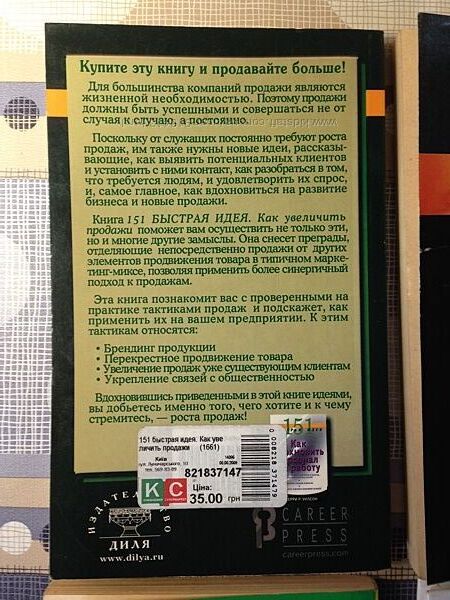 Купите эту книгу и продавайте больше!
Для большинства компаний продажи являются
жизненной необходимостью. Поэтому продажи
должны быть успешными и совершаться не от
случая к случаю, а постоянно.
Поскольку от служащих постоянно требуют роста
продаж, им также нужны новые идеи, рассказы-
вающие, как выявить потенциальных клиентов
и установить с ними контакт, как разобраться в том,
что требуется людям, и удовлетворить их спрос,
и, самое главное, как вдохновиться на развитие
бизнеса и новые продажи.
Книга 151 БЫСТРАЯ ИДЕЯ. Как увеличить
продажи поможет вам осуществить не только эти,
но и многие другие замыслы. Она снесет преграды,
отделяющие непосредственно продажи от других
элементов продвижения товара в типичном марке-
тинг-миксе, позволяя применить более синергичный
подход к продажам.
Эта книга познакомит вас с проверенными на
практике тактиками продаж и подскажет, как
применить их на вашем предприятии. К этим
тактикам относятся:
• Брендинг продукции
• Перекрестное продвижение товара
• Увеличение продаж уже существующим клиентам
• Укрепление связей с общественностью
Вдохновившись приведенными в этой книге идеями,
вы добьетесь именно того, чего хотите и к чему
стремитесь, — роста продаж!
151 быстрая идея. Как уве
личить продажи (1661)
Київ
821837147
К С
Ціна:
35.00 грн
0 000218 371479
151
Как
работу
ИЗДАТЕЛЬСТВО
ДИЛЯ
www.dilya.ru
CAREER
PRESS
careerpress.com